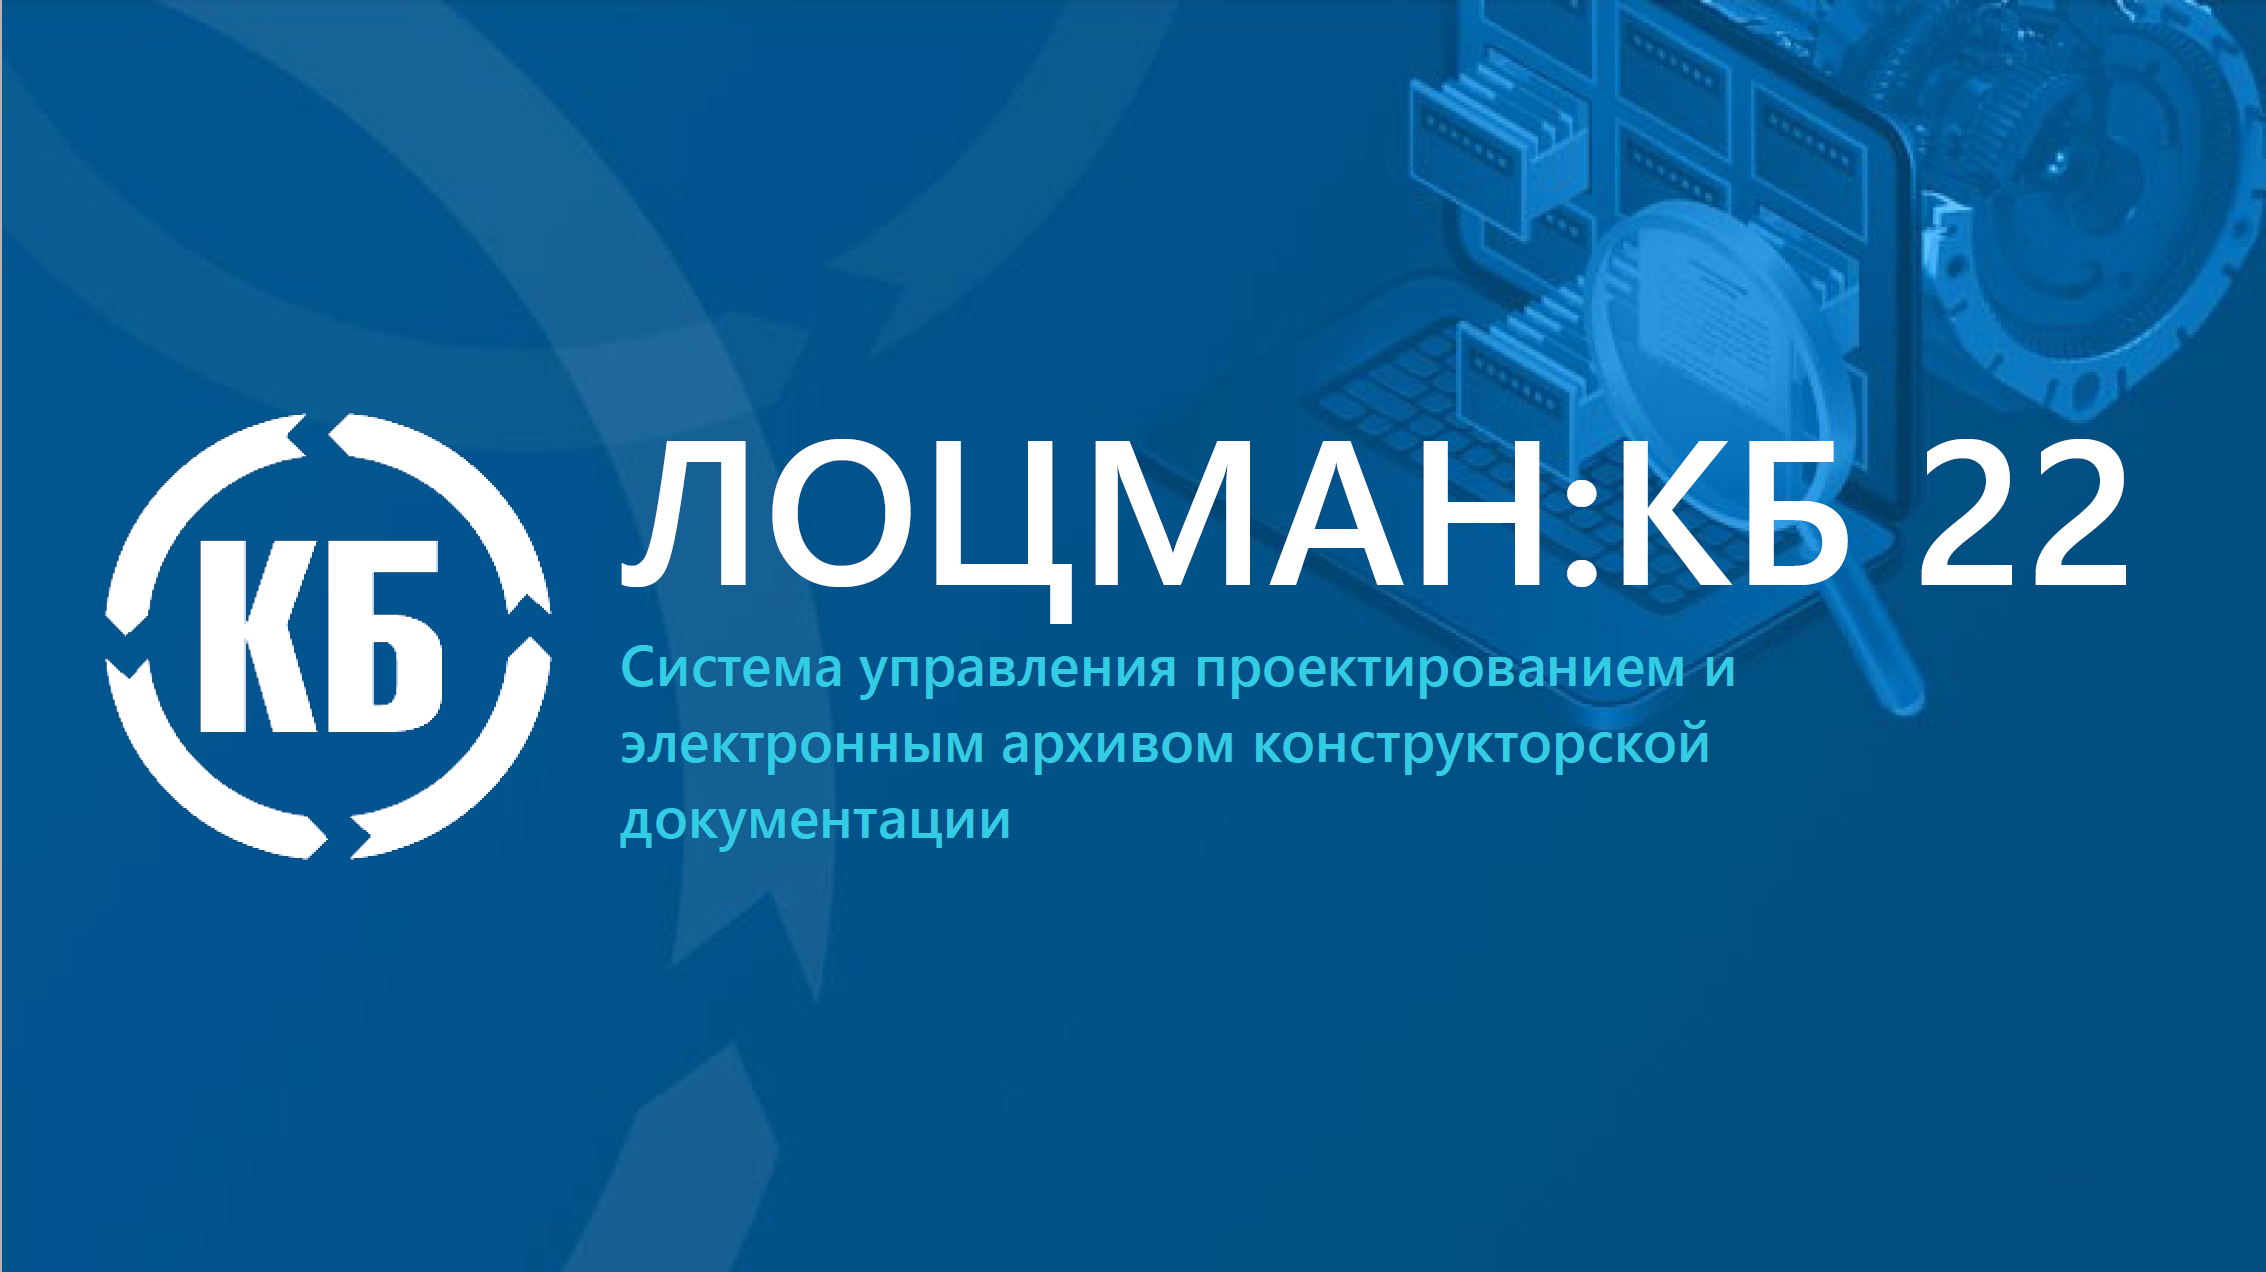 КБ
ЛОЦМАН:КБ 22
Система управления проектированием и
электронным архивом конструкторской
документации